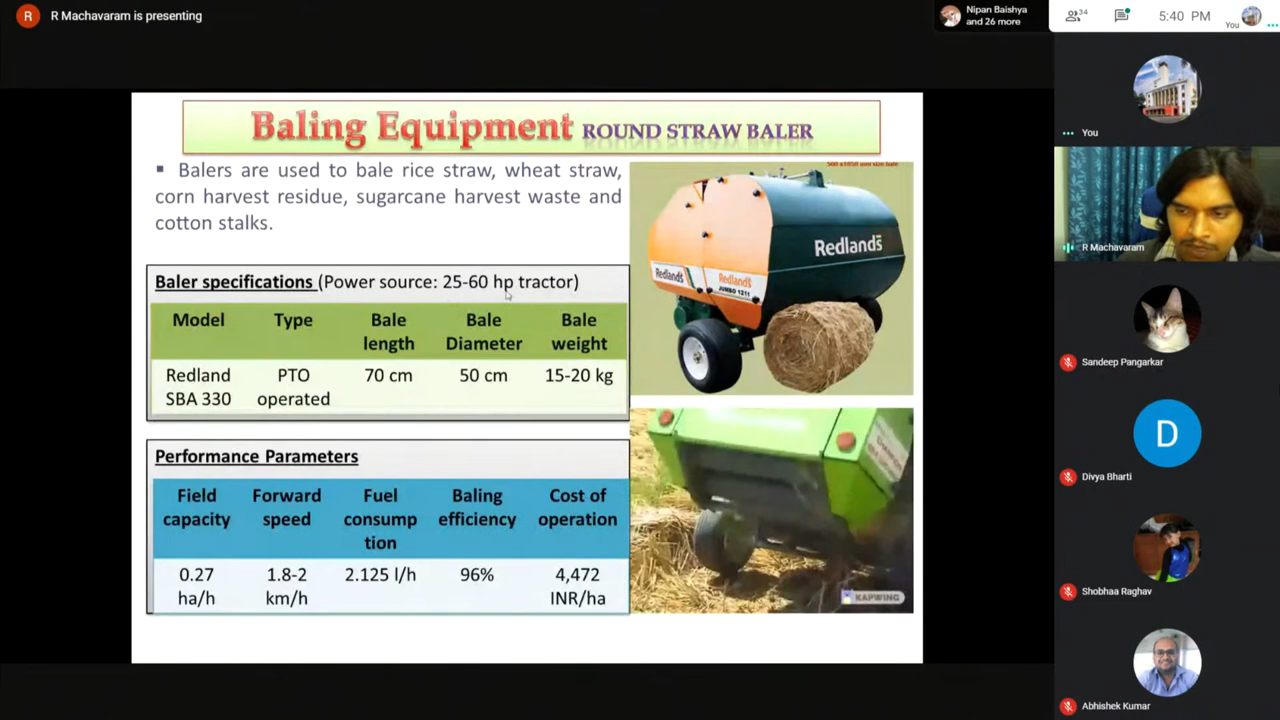 R
R Machavaram is presenting
Nipan Baishya
and 26 more
34
5:40 PM
You
Baling Equipment ROUND STRAW BALER
▪ Balers are used to bale rice straw, wheat straw,
corn harvest residue, sugarcane harvest waste and
cotton stalks.
Baler specifications (Power source: 25-60 hp tractor)
Model Type Bale length Bale Diameter Bale weight
Redland SBA 330 PTO operated 70 cm 50 cm 15-20 kg
Performance Parameters
Field capacity Forward speed Fuel consump tion Baling efficiency Cost of operation
0.27 ha/h 1.8-2 km/h 2.125 l/h 96% 4,472 INR/ha
Redlands
Redlands
Redlands
JUMBO 1211
KAPWING
You
R Machavaram
Sandeep Pangarkar
D
Divya Bharti
Shobhaa Raghav
Abhishek Kumar